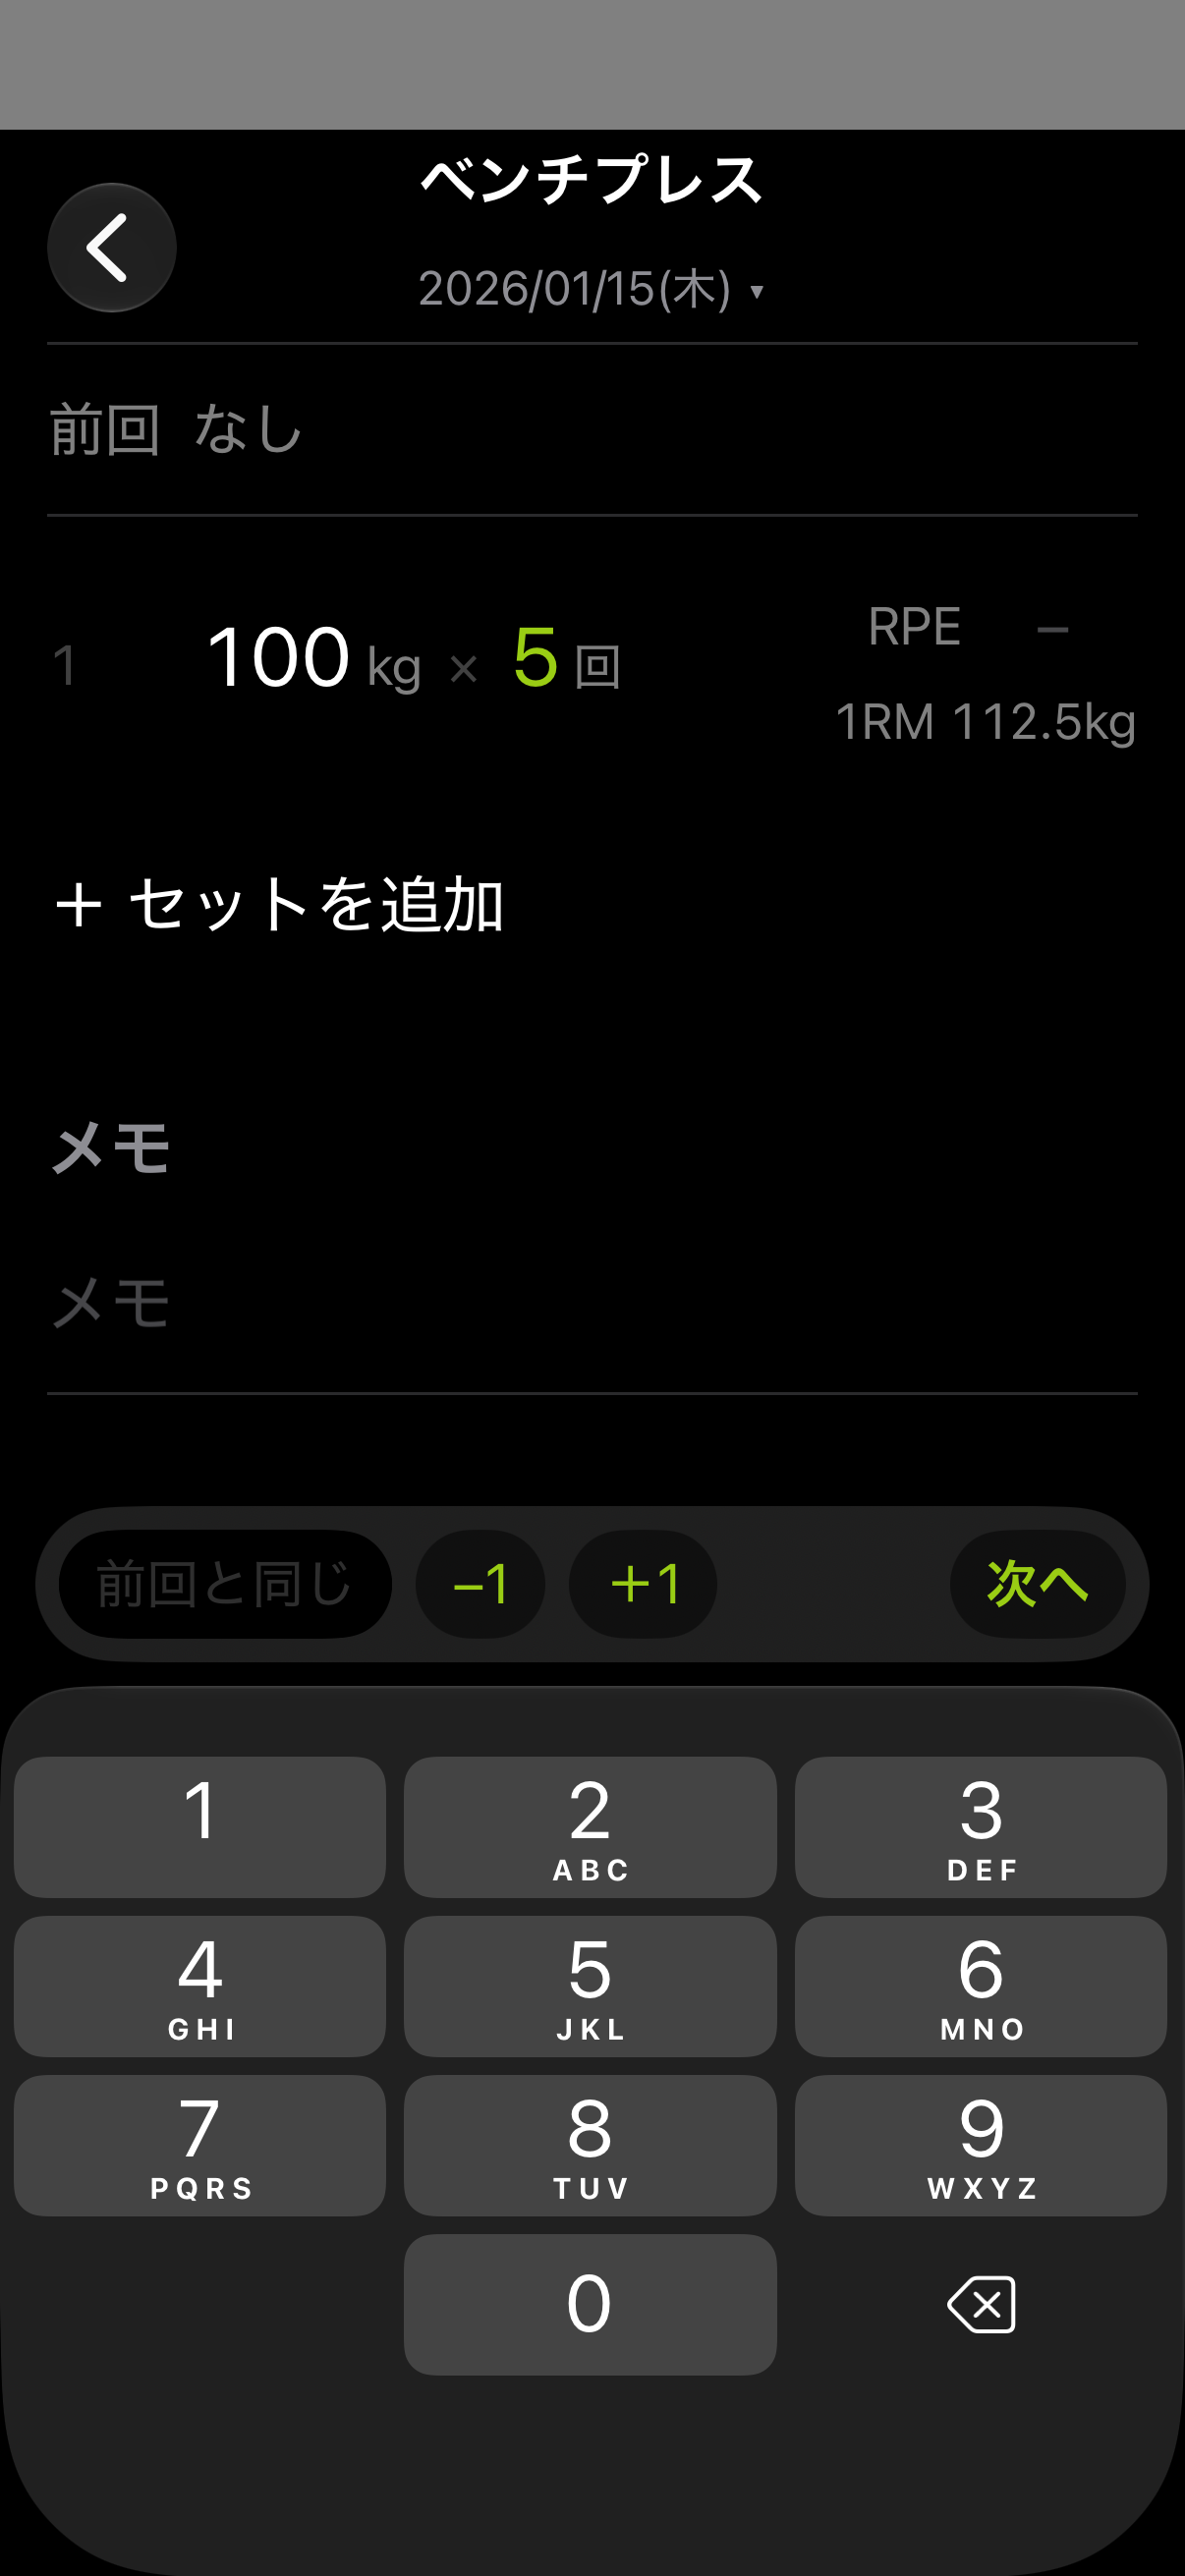 ベンチプレス
2026/01/15(木) ▼
前回 なし
1 100 kg × 5 回
RPE –
1RM 112.5kg
＋ セットを追加
メモ
メモ
前回と同じ –1 ＋1 次へ
1 2 3
ABC DEF
4 5 6
GHI JKL MNO
7 8 9
PQRS TUV WXYZ
0